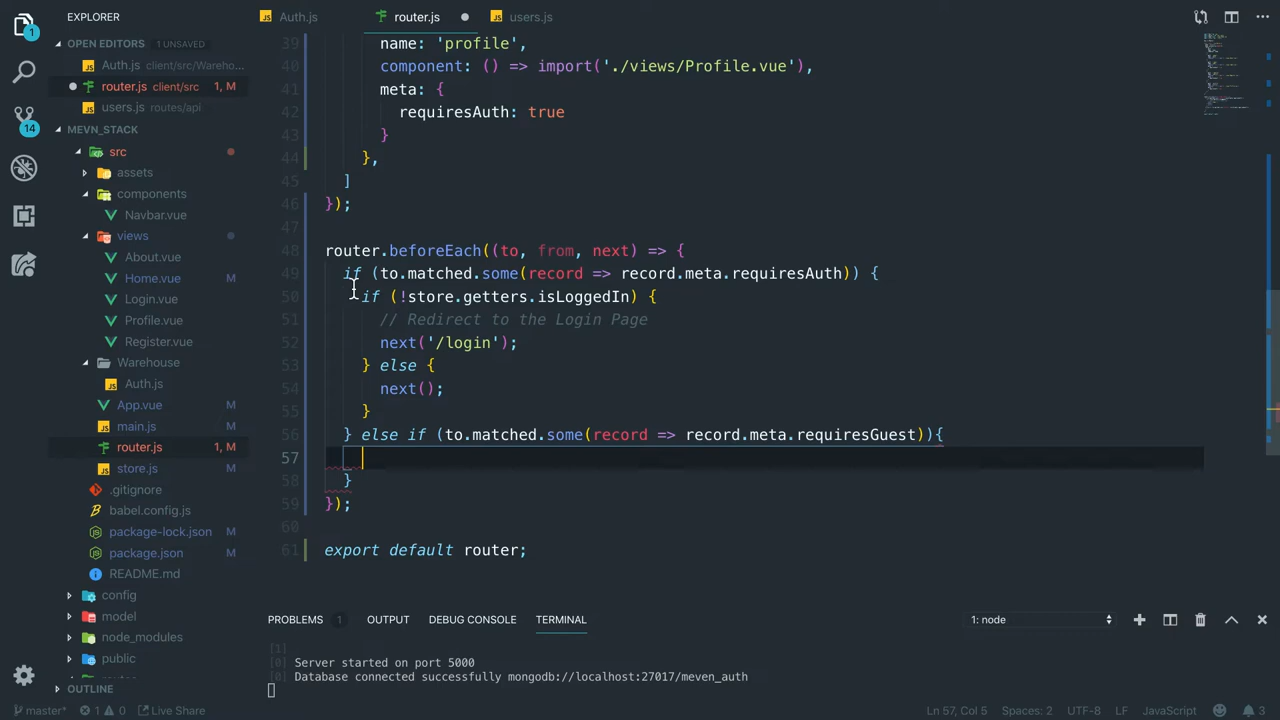 EXPLORER
Auth.js
router.js
users.js
OPEN EDITORS 1 UNSAVED
Auth.js client/src/Wareho...
router.js client/src 1, M
users.js routes/api
14
1
MEVN_STACK
src
assets
components
Navbar.vue
views
About.vue
Home.vue
Login.vue
Profile.vue
Register.vue
Warehouse
Auth.js
App.vue M
main.js M
router.js 1, M
store.js M
.gitignore
babel.config.js
package-lock.json M
package.json M
README.md
config
model
node_modules
public
OUTLINE
39 name: 'profile',
40 component: () => import('./views/Profile.vue'),
41 meta: {
42 requiresAuth: true
43 }
44 },
45 ]
46 });
47
48 router.beforeEach((to, from, next) => {
49 if (to.matched.some(record => record.meta.requiresAuth)) {
50 if (!store.getters.isLoggedIn) {
51 // Redirect to the Login Page
52 next('/login');
53 } else {
54 next();
55 }
56 } else if (to.matched.some(record => record.meta.requiresGuest)){
57
58 }
59 });
60
61 export default router;
PROBLEMS 1 OUTPUT DEBUG CONSOLE TERMINAL
1: node
[1]
[0] Server started on port 5000
[0] Database connected successfully mongodb://localhost:27017/meven_auth
master* 1 0 Live Share
Ln 57, Col 5 Spaces: 2 UTF-8 LF JavaScript 3